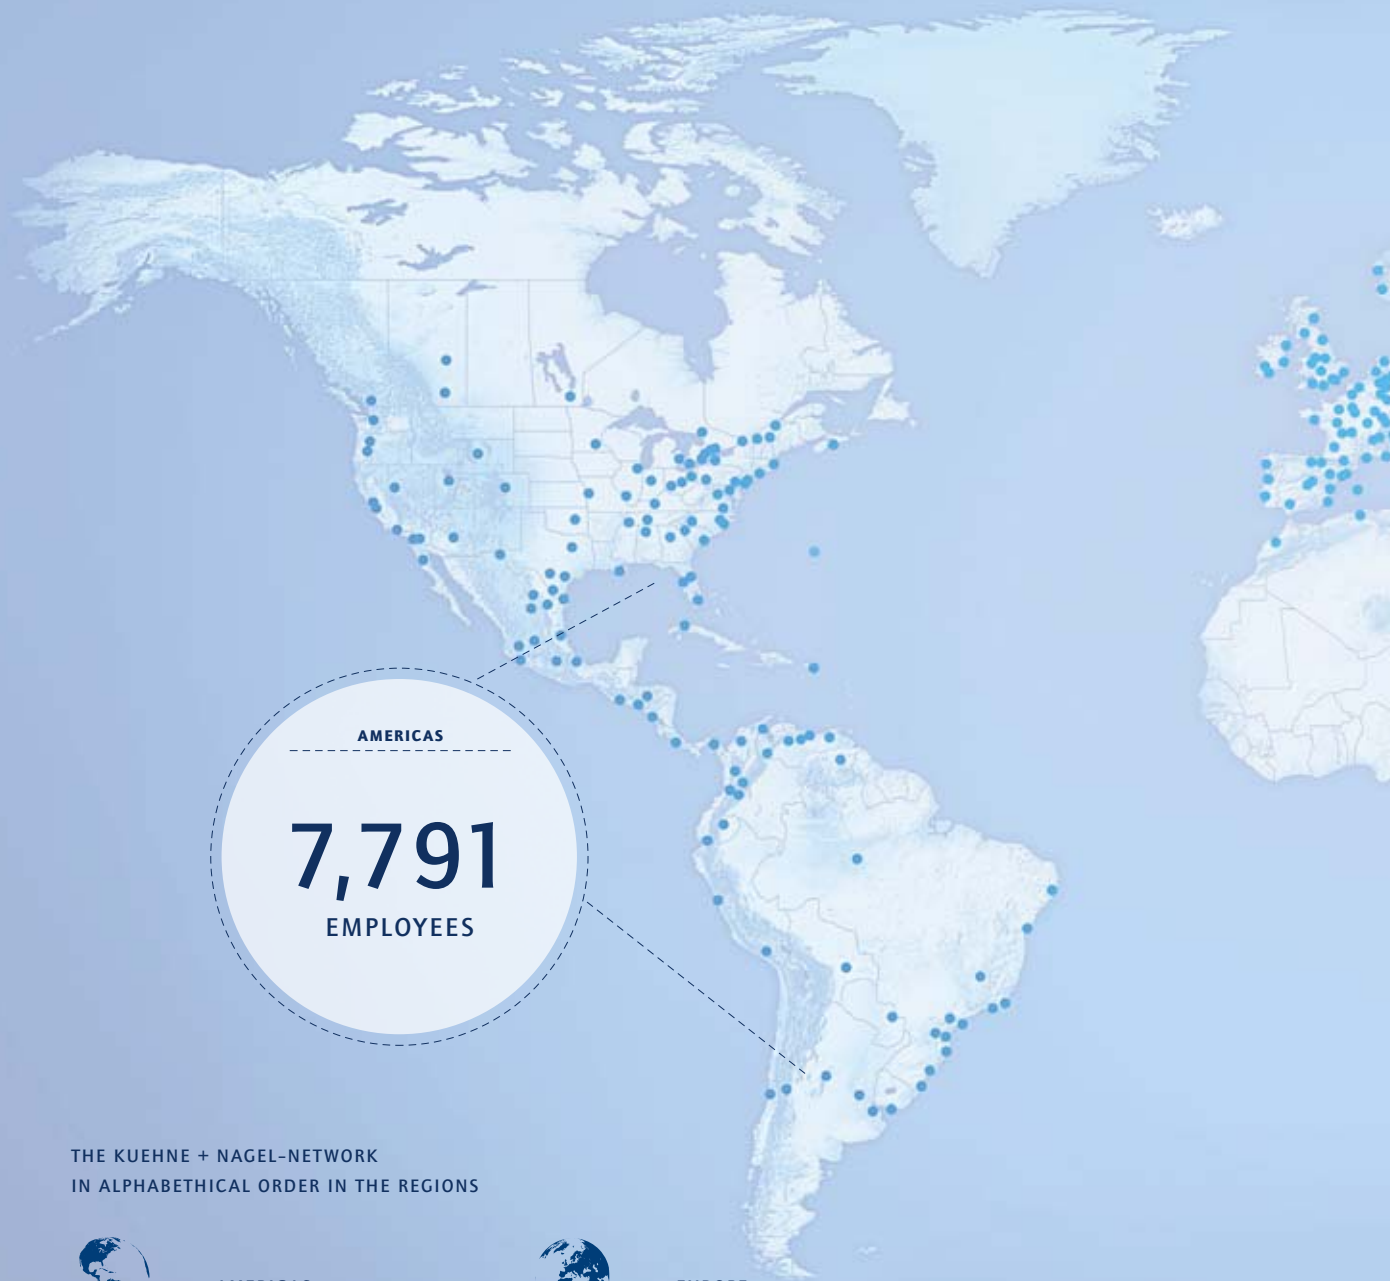 AMERICAS
7,791
EMPLOYEES
THE KUEHNE + NAGEL-NETWORK
IN ALPHABETHICAL ORDER IN THE REGIONS